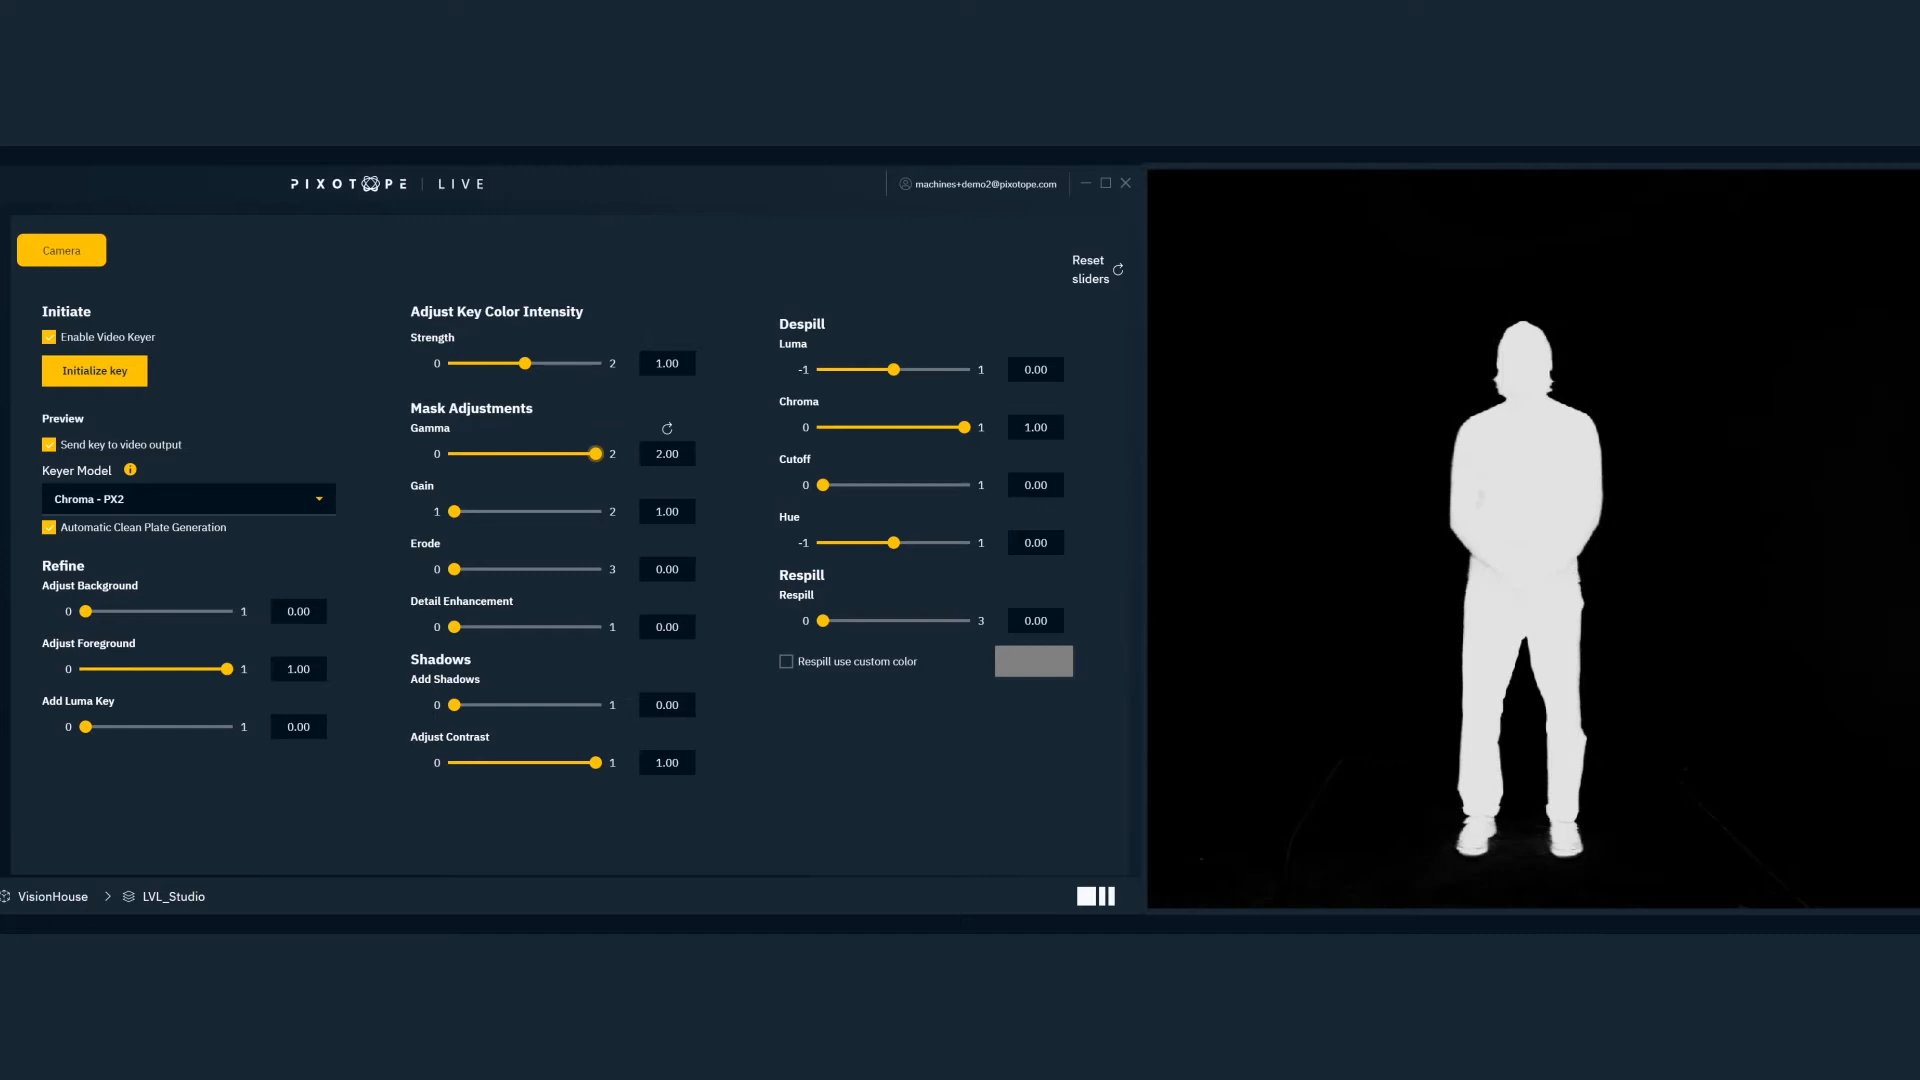 PIXOTOPE | LIVE
machines+demo2@pixotope.com
Camera
Reset
sliders
Initiate
Enable Video Keyer
Initialize key
Preview
Send key to video output
Keyer Model
Chroma - PX2
Automatic Clean Plate Generation
Refine
Adjust Background
0 1 0.00
Adjust Foreground
0 1 1.00
Add Luma Key
0 1 0.00
Adjust Key Color Intensity
Strength
0 2 1.00
Mask Adjustments
Gamma
0 2 2.00
Gain
1 2 1.00
Erode
0 3 0.00
Detail Enhancement
0 1 0.00
Shadows
Add Shadows
0 1 0.00
Adjust Contrast
0 1 1.00
Despill
Luma
-1 1 0.00
Chroma
0 1 1.00
Cutoff
0 1 0.00
Hue
-1 1 0.00
Respill
Respill
0 3 0.00
Respill use custom color
VisionHouse > LVL_Studio